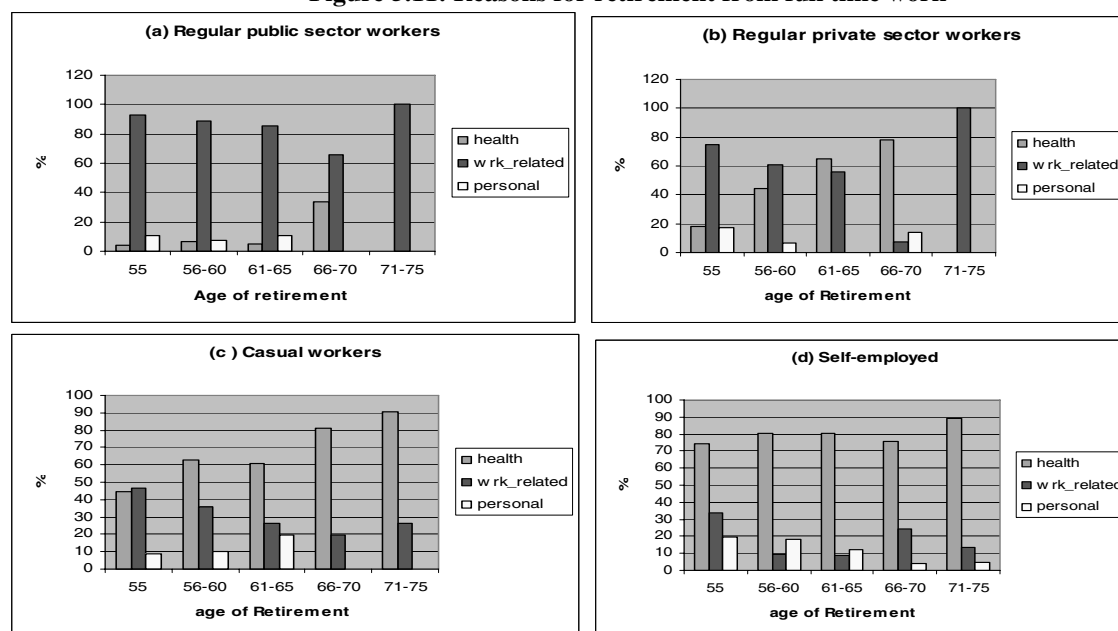 Figure 3.11: Reasons for retirement from full time work
(a) Regular public sector workers
120
100
80
60
40
20
0
%
55 56-60 61-65 66-70 71-75
Age of retirement
health
w rk_related
personal
(b) Regular private sector workers
120
100
80
60
40
20
0
%
55 56-60 61-65 66-70 71-75
age of Retirement
health
w rk_related
personal
(c ) Casual workers
100
90
80
70
60
50
40
30
20
10
0
%
55 56-60 61-65 66-70 71-75
age of Retirement
health
w rk_related
personal
(d) Self-employed
100
90
80
70
60
50
40
30
20
10
0
%
55 56-60 61-65 66-70 71-75
age of Retirement
health
w rk_related
personal